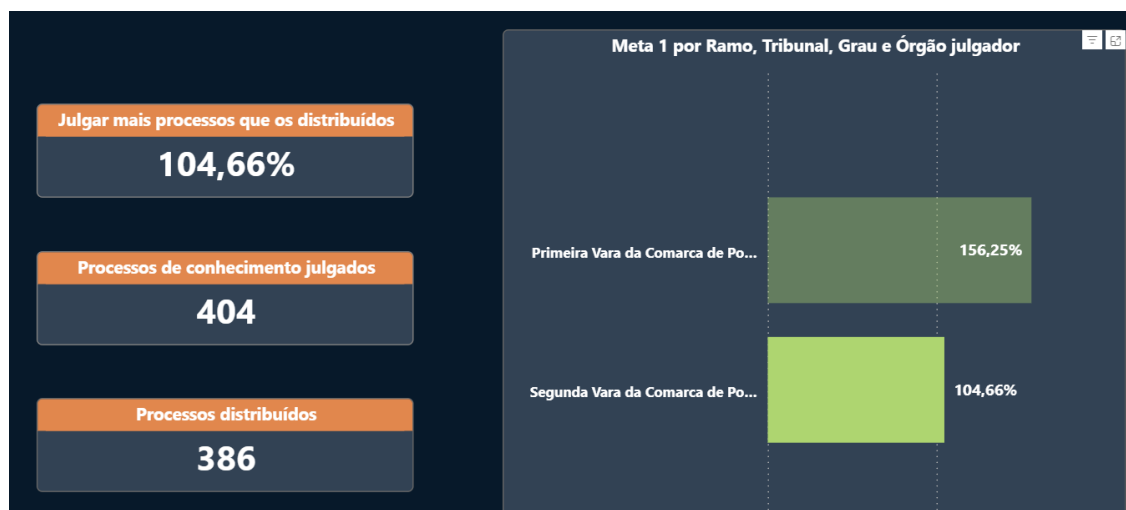 Julgar mais processos que os distribuídos
104,66%
Processos de conhecimento julgados
404
Processos distribuídos
386
Meta 1 por Ramo, Tribunal, Grau e Órgão julgador
Primeira Vara da Comarca de Po...
156,25%
Segunda Vara da Comarca de Po...
104,66%